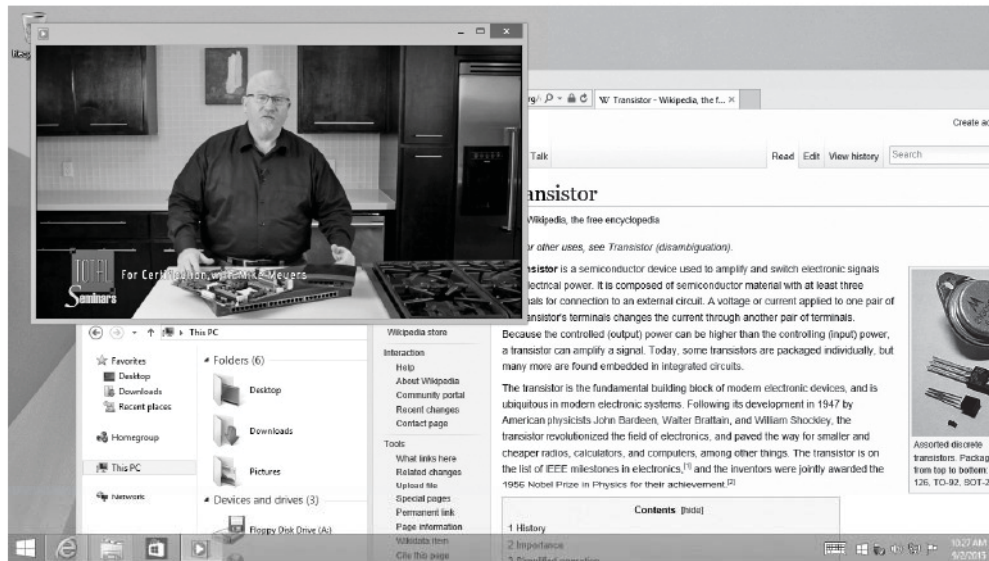 TOTAL
Seminars
For Certification, with Mike Meyers
W Transistor - Wikipedia, the f...
Create ac
Talk
Read Edit View history
Search
ansistor
Wikipedia, the free encyclopedia
r other uses, see Transistor (disambiguation).
nsistor is a semiconductor device used to amplify and switch electronic signals
lectrical power. It is composed of semiconductor material with at least three
als for connection to an external circuit. A voltage or current applied to one pair of
ansistor's terminals changes the current through another pair of terminals.
Because the controlled (output) power can be higher than the controlling (input) power,
a transistor can amplify a signal. Today, some transistors are packaged individually, but
many more are found embedded in integrated circuits.
The transistor is the fundamental building block of modern electronic devices, and is
ubiquitous in modern electronic systems. Following its development in 1947 by
American physicists John Bardeen, Walter Brattain, and William Shockley, the
transistor revolutionized the field of electronics, and paved the way for smaller and
cheaper radios, calculators, and computers, among other things. The transistor is on
the list of IEEE milestones in electronics,[1] and the inventors were jointly awarded the
1956 Nobel Prize in Physics for their achievement.[2]
Assorted discrete
transistors. Packag
from top to bottom:
126, TO-92, SOT-2
Contents [hide]
1 History
2 Importance
3 Simplified operation
This PC
Favorites
Desktop
Downloads
Recent places
Homegroup
This PC
Network
Folders (6)
Desktop
Downloads
Pictures
Devices and drives (3)
Floppy Disk Drive (A:)
Wikipedia store
Interaction
Help
About Wikipedia
Community portal
Recent changes
Contact page
Tools
What links here
Related changes
Upload file
Special pages
Permanent link
Page information
Wikidata item
Cite this page
10:27 AM